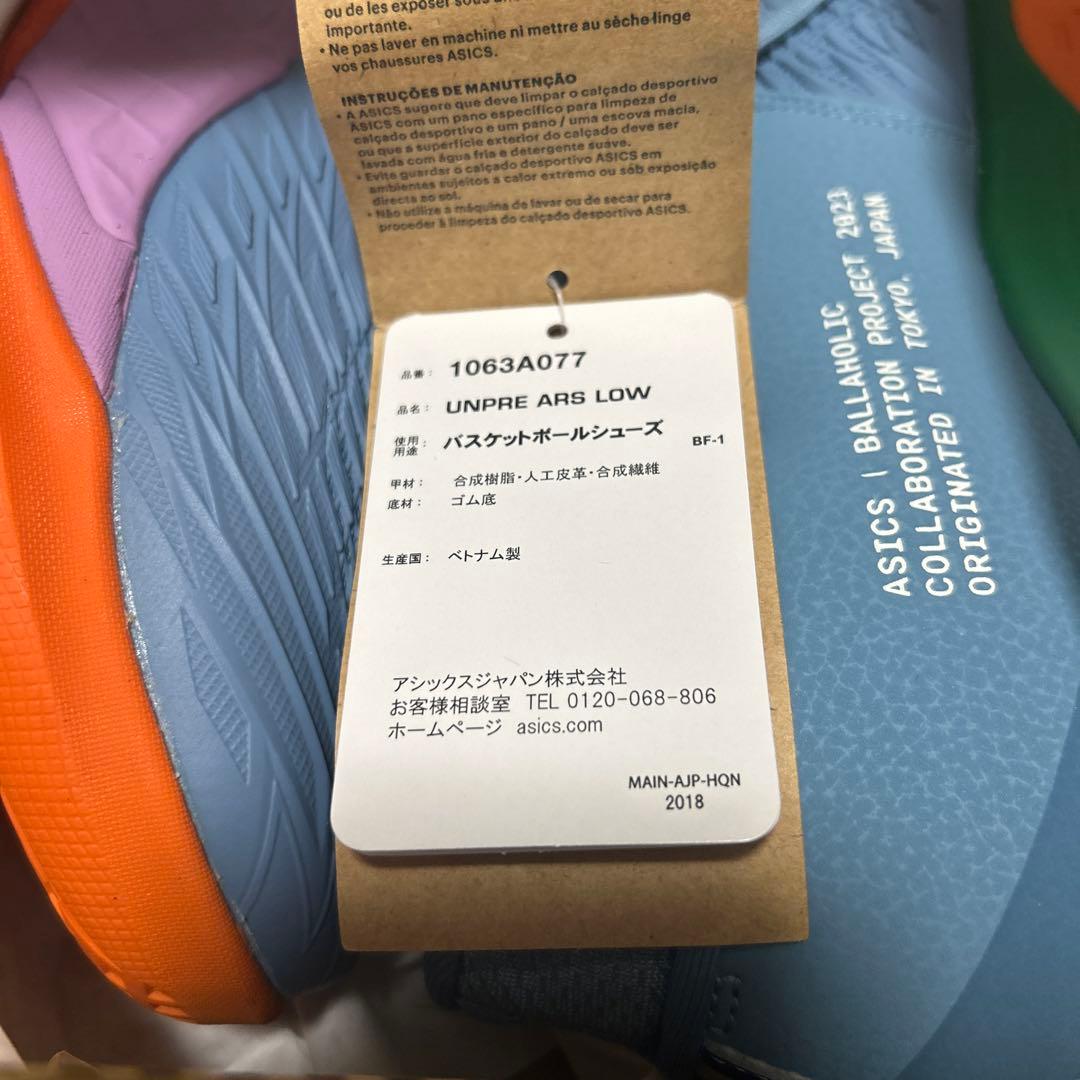 ou de les exposer sous
importante.
• Ne pas laver en machine ni mettre au sèche-linge
vos chaussures ASICS.
INSTRUÇÕES DE MANUTENÇÃO
• A ASICS sugere que deve limpar o calçado desportivo
ASICS com um pano específico para limpeza de
calçado desportivo e um pano / uma escova macia,
ou que a superfície exterior do calçado deve ser
lavada com água fria e detergente suave.
• Evite guardar o calçado desportivo ASICS em
ambientes sujeitos a calor extremo ou sob exposição
directa ao sol.
• Não utilize a máquina de lavar ou de secar para
proceder à limpeza do calçado desportivo ASICS.
品番: 1063A077
品名: UNPRE ARS LOW
使用用途: バスケットボールシューズ BF-1
甲材: 合成樹脂・人工皮革・合成繊維
底材: ゴム底
生産国: ベトナム製
アシックスジャパン株式会社
お客様相談室 TEL 0120-068-806
ホームページ asics.com
MAIN-AJP-HQN
2018
ASICS | BALLAHOLIC
COLLABORATION PROJECT 2023
ORIGINATED IN TOKYO, JAPAN